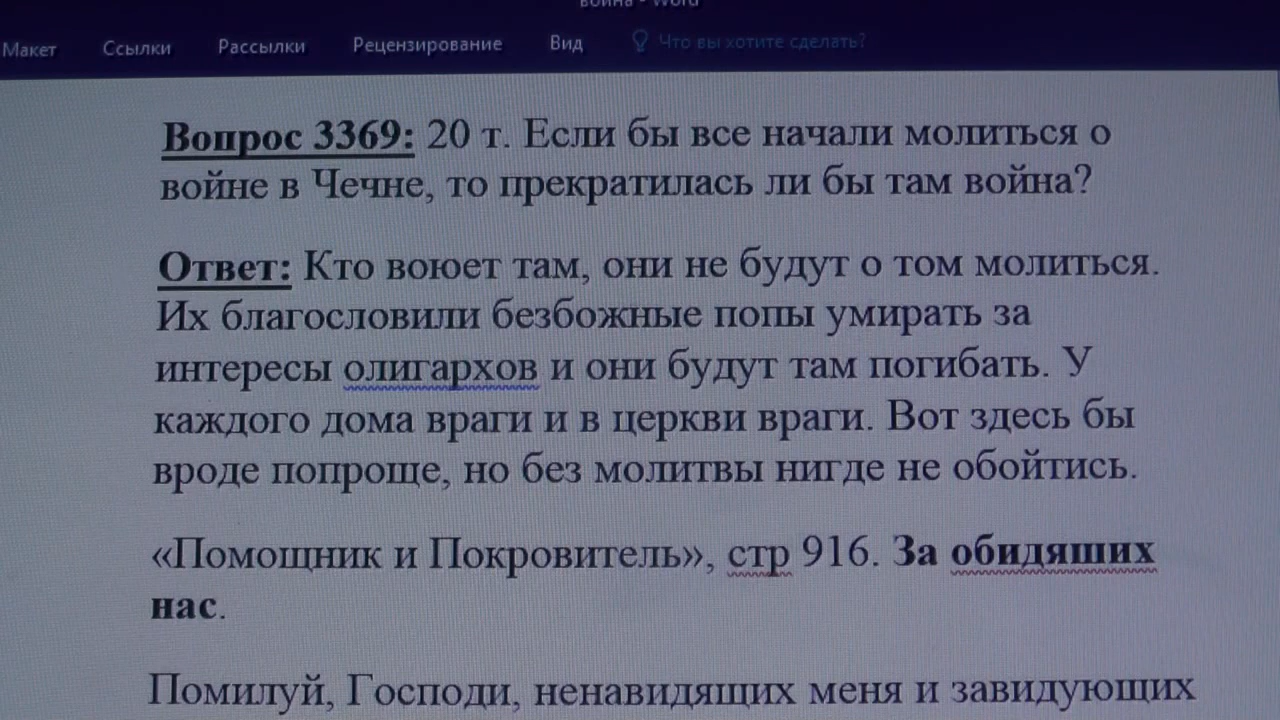 война - Word
Макет Ссылки Рассылки Рецензирование Вид Что вы хотите сделать?
Вопрос 3369: 20 т. Если бы все начали молиться о
войне в Чечне, то прекратилась ли бы там война?
Ответ: Кто воюет там, они не будут о том молиться.
Их благословили безбожные попы умирать за
интересы олигархов и они будут там погибать. У
каждого дома враги и в церкви враги. Вот здесь бы
вроде попроще, но без молитвы нигде не обойтись.
«Помощник и Покровитель», стр 916. За обидяших
нас.
Помилуй, Господи, ненавидящих меня и завидующих